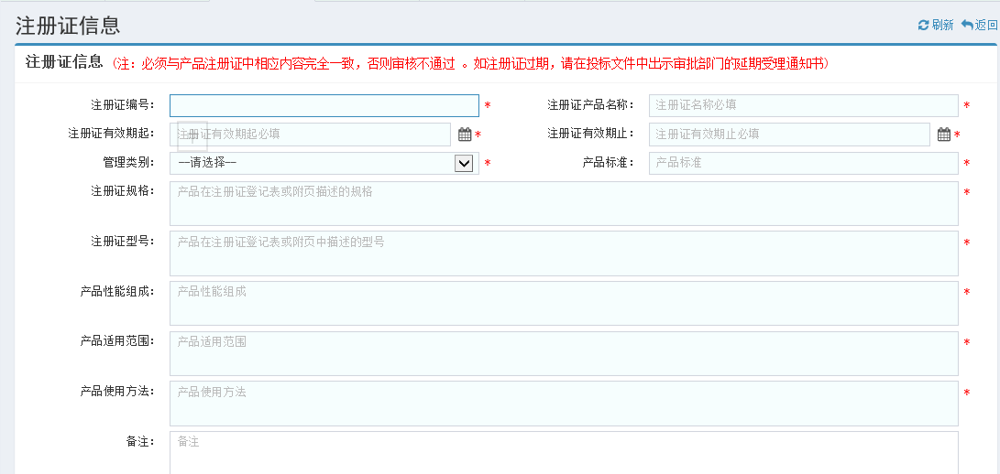 注册证信息
刷新 返回
注册证信息 (注：必须与产品注册证中相应内容完全一致，否则审核不通过 。如注册证过期，请在投标文件中出示审批部门的延期受理通知书)
注册证编号： * 注册证产品名称： 注册证名称必填 *
注册证有效期起： 注册证有效期起必填 * 注册证有效期止： 注册证有效期止必填 *
管理类别： --请选择-- * 产品标准： 产品标准 *
注册证规格： 产品在注册证登记表或附页描述的规格 *
注册证型号： 产品在注册证登记表或附页中描述的型号 *
产品性能组成： 产品性能组成 *
产品适用范围： 产品适用范围 *
产品使用方法： 产品使用方法 *
备注： 备注